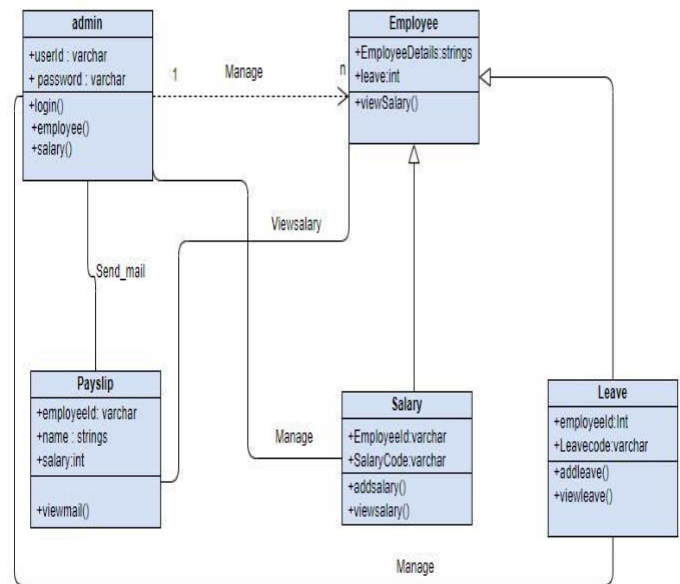 admin
+userId : varchar
+ password : varchar
+login()
+employee()
+salary()
1
Manage
n
Employee
+EmployeeDetails:strings
+leave:int
+viewSalary()
Viewsalary
Send_mail
Payslip
+employeeId: varchar
+name : strings
+salary:int
+viewmail()
Manage
Salary
+EmployeeId:varchar
+SalaryCode:varchar
+addsalary()
+viewsalary()
Leave
+employeeId:Int
+Leavecode:varchar
+addleave()
+viewleave()
Manage